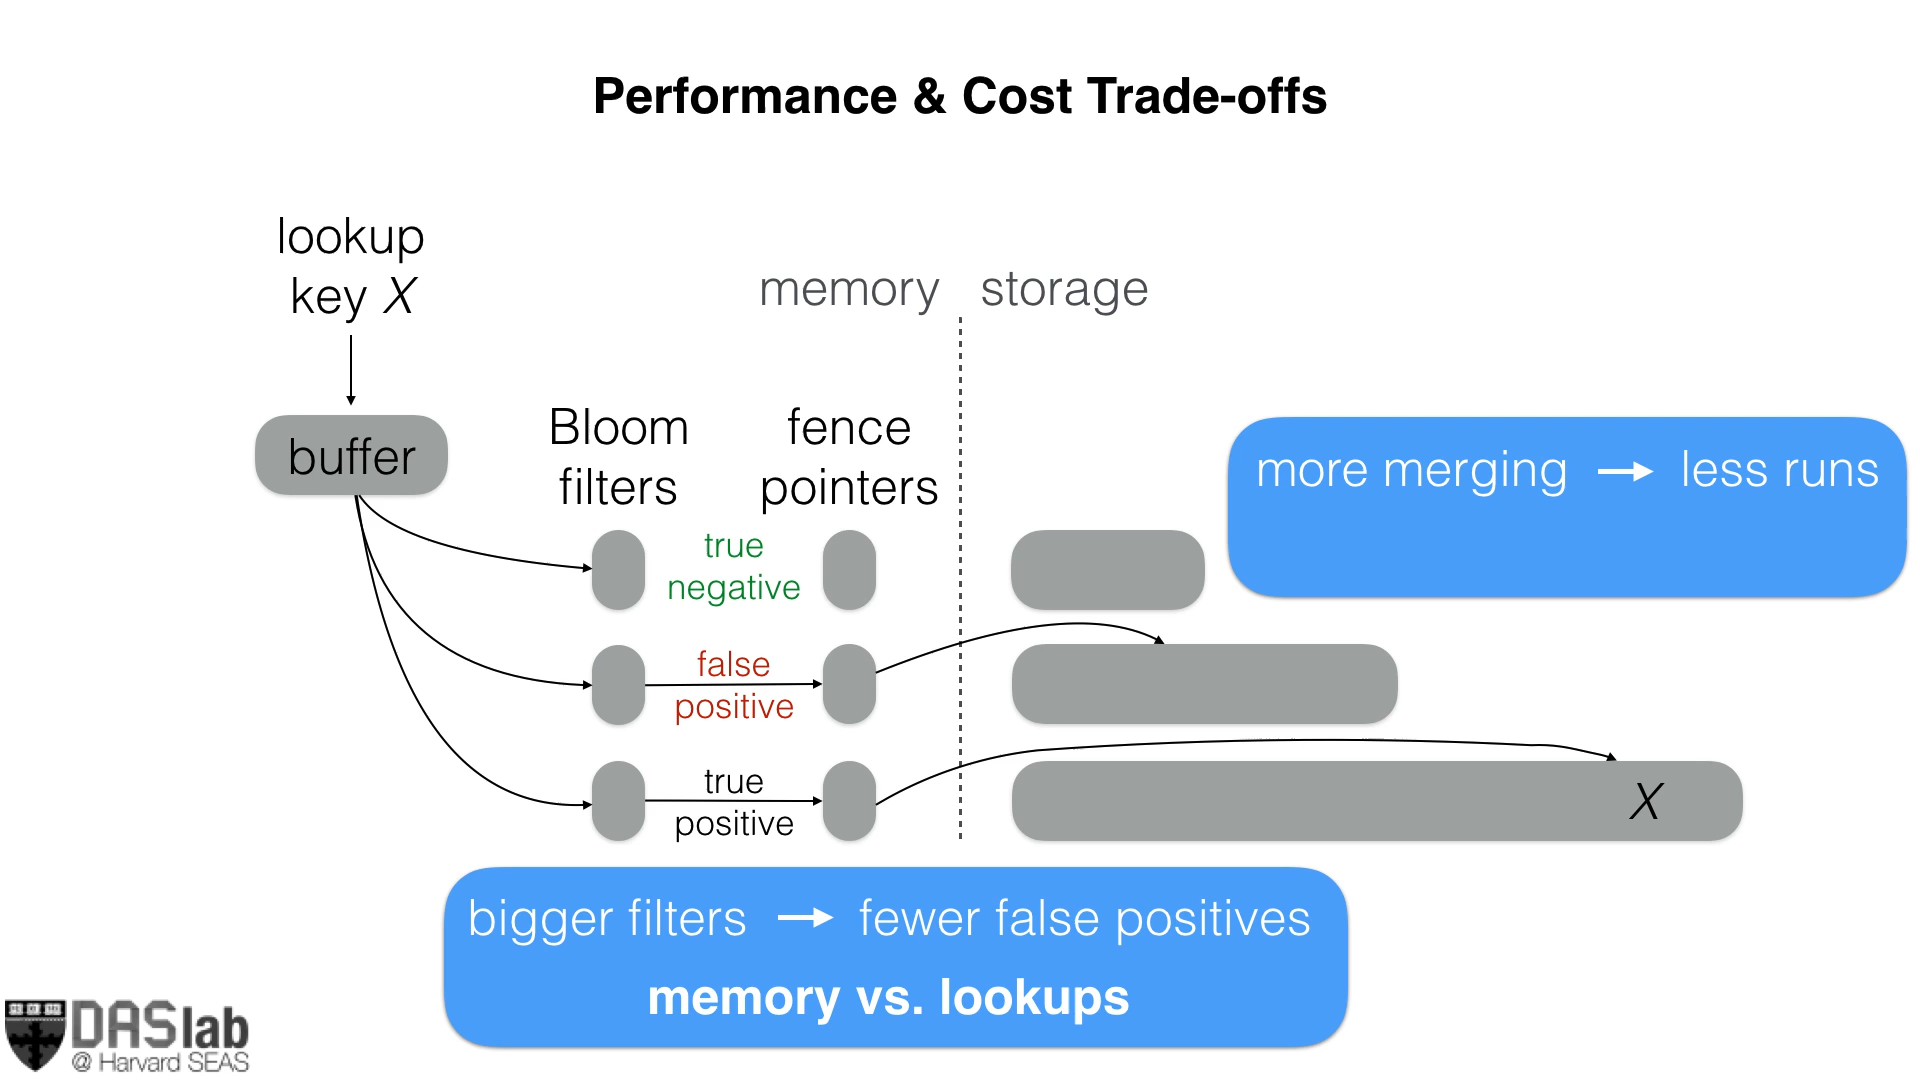 Performance & Cost Trade-offs
lookup
key X
memory
storage
buffer
Bloom
filters
fence
pointers
more merging → less runs
true
negative
false
positive
true
positive
X
bigger filters → fewer false positives
memory vs. lookups
DASlab
@ Harvard SEAS